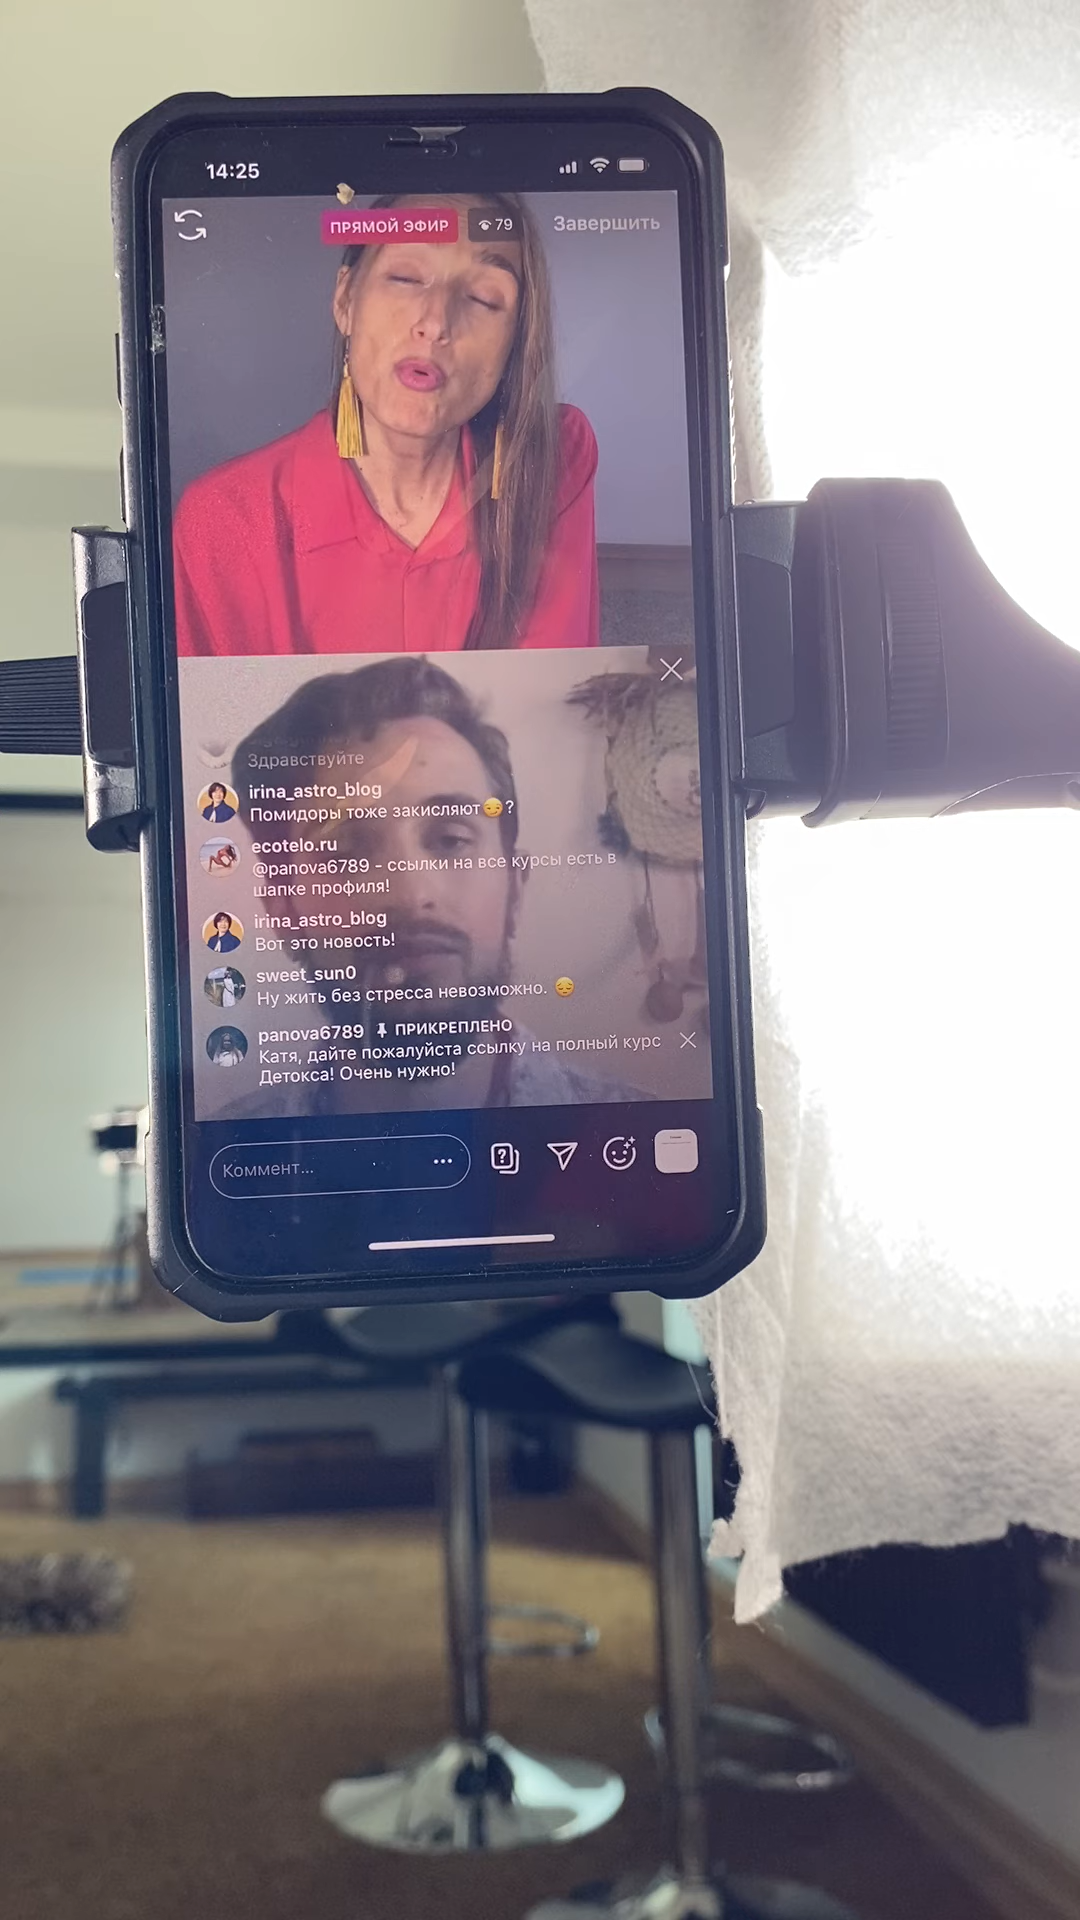 14:25
ПРЯМОЙ ЭФИР
79
Завершить
Здравствуйте
irina_astro_blog
Помидоры тоже закисляют😏?
ecotelo.ru
@panova6789 - ссылки на все курсы есть в
шапке профиля!
irina_astro_blog
Вот это новость!
sweet_sun0
Ну жить без стресса невозможно. 😔
panova6789 ПРИКРЕПЛЕНО
Катя, дайте пожалуйста ссылку на полный курс
Детокса! Очень нужно!
Коммент...